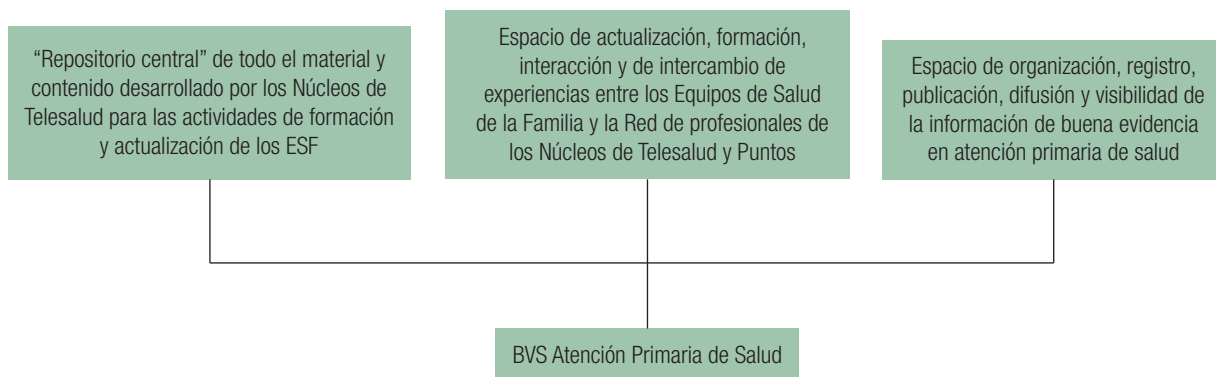 “Repositorio central” de todo el material y
contenido desarrollado por los Núcleos de
Telesalud para las actividades de formación
y actualización de los ESF
Espacio de actualización, formación,
interacción y de intercambio de
experiencias entre los Equipos de Salud
de la Familia y la Red de profesionales de
los Núcleos de Telesalud y Puntos
Espacio de organización, registro,
publicación, difusión y visibilidad de
la información de buena evidencia
en atención primaria de salud
BVS Atención Primaria de Salud